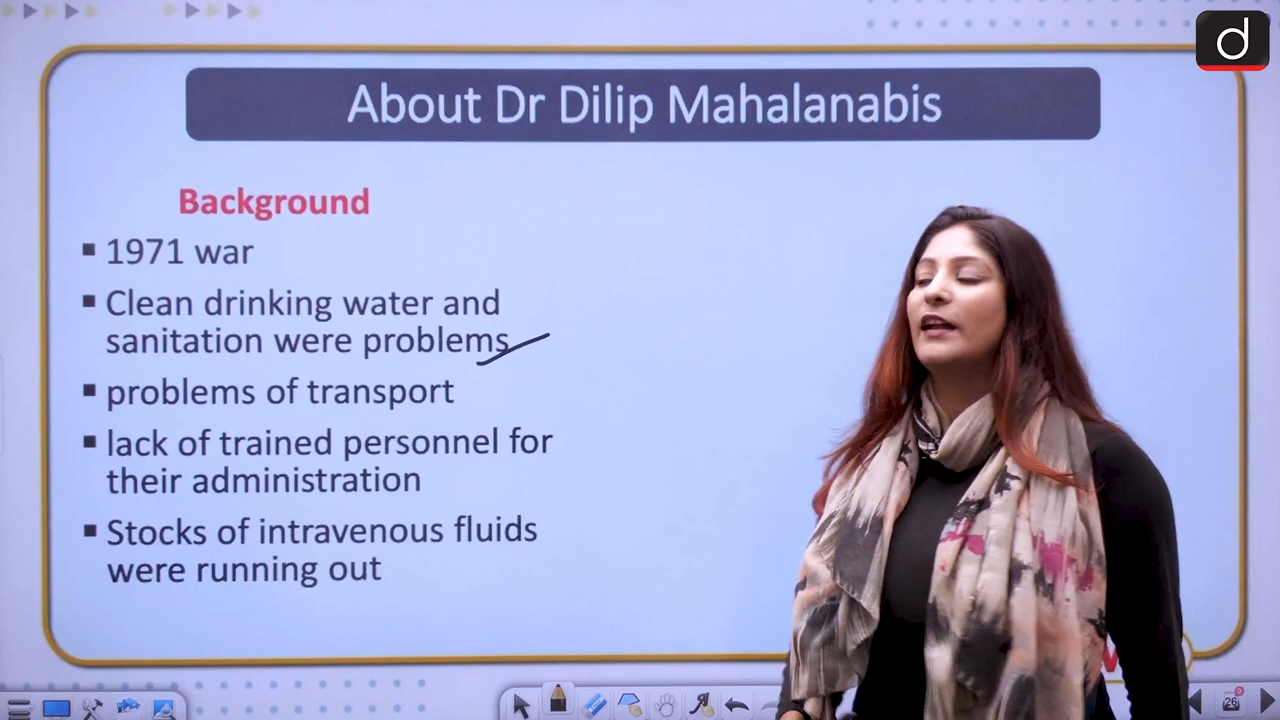 d
About Dr Dilip Mahalanabis
Background
▪ 1971 war
▪ Clean drinking water and
sanitation were problems
▪ problems of transport
▪ lack of trained personnel for
their administration
▪ Stocks of intravenous fluids
were running out
26